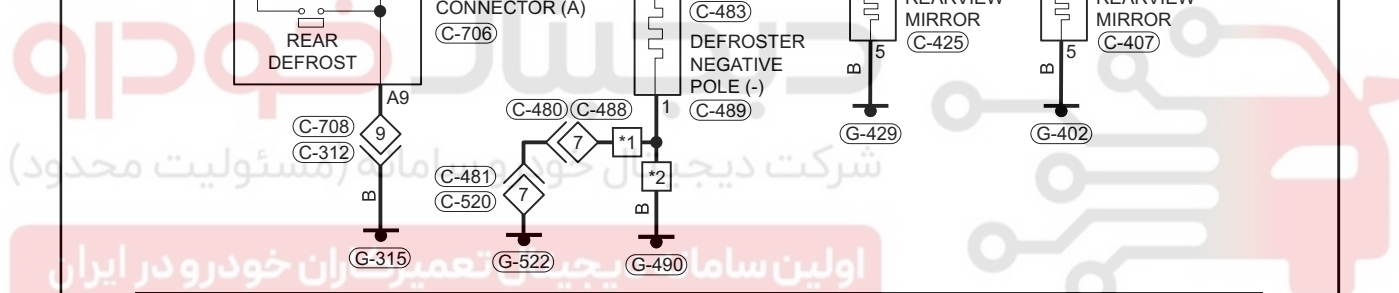 CONNECTOR (A)
C-706
REAR
DEFROST
C-483
DEFROSTER
NEGATIVE
POLE (-)
C-489
MIRROR
C-425
MIRROR
C-407
A9
1
5
5
B
B
C-708
C-312
9
C-480
C-488
7
*1
*2
G-429
G-402
C-481
C-520
7
B
B
G-315
G-522
G-490
دیجیتال خودرو
شرکت دیجیتال خودرو سامانه (مسئولیت محدود)
اولین سامانه دیجیتال تعمیرکاران خودرو در ایران